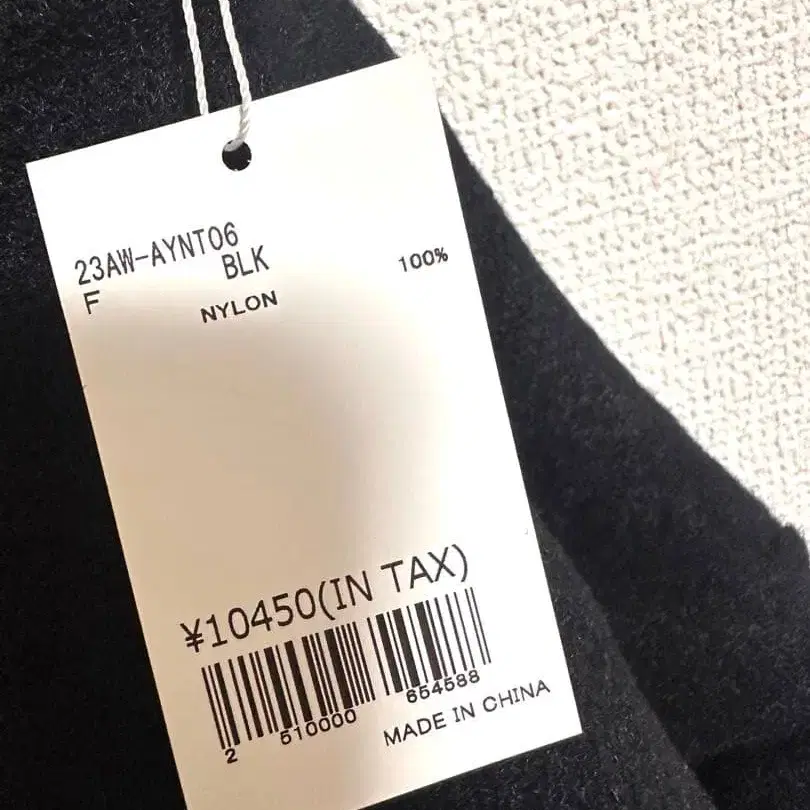 23AW-AYNT06
F BLK
NYLON 100%
¥10450(IN TAX)
2 510000 654588
MADE IN CHINA